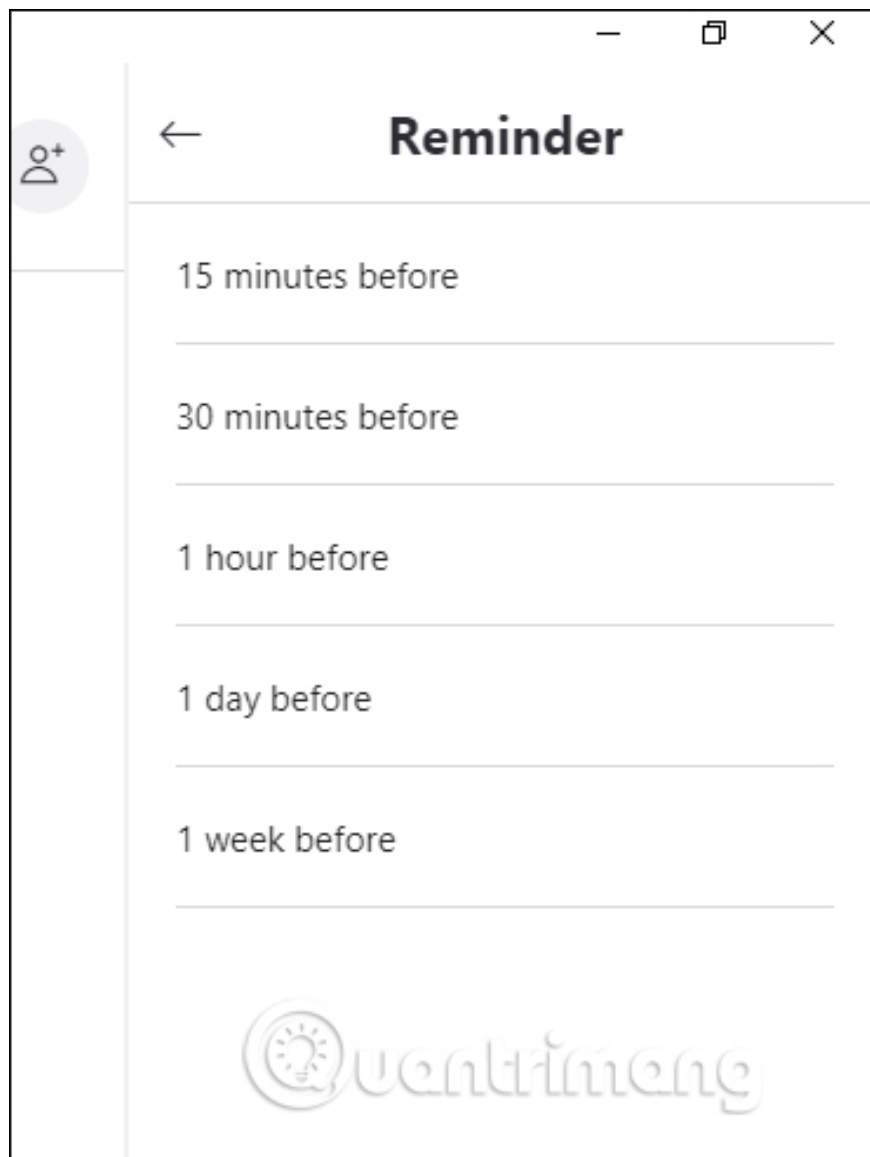 Reminder
15 minutes before
30 minutes before
1 hour before
1 day before
1 week before
Quantrimang